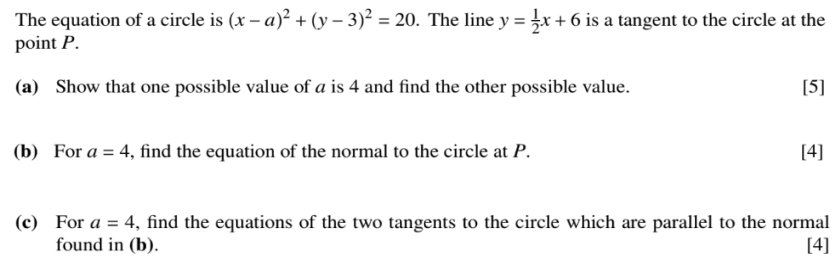 The equation of a circle is (x – a)² + (y – 3)² = 20. The line y = ½x + 6 is a tangent to the circle at the
point P.
(a) Show that one possible value of a is 4 and find the other possible value. [5]
(b) For a = 4, find the equation of the normal to the circle at P. [4]
(c) For a = 4, find the equations of the two tangents to the circle which are parallel to the normal
found in (b). [4]